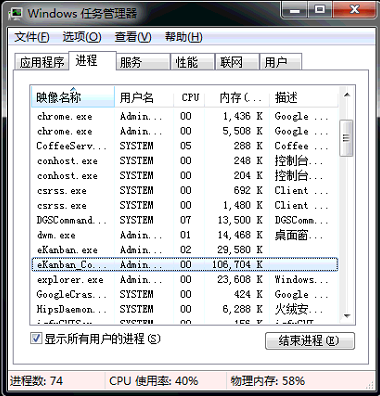 Windows 任务管理器
文件(F) 选项(O) 查看(V) 帮助(H)
应用程序 进程 服务 性能 联网 用户
映像名称 用户名 CPU 内存(... 描述
chrome.exe Admin... 00 1,436 K Google ...
chrome.exe Admin... 00 5,508 K Google ...
CoffeeServ... SYSTEM 05 288 K Coffee ...
conhost.exe SYSTEM 00 248 K 控制台...
conhost.exe SYSTEM 00 204 K 控制台...
csrss.exe SYSTEM 00 692 K Client ...
csrss.exe SYSTEM 00 1,480 K Client ...
DGSCommand... SYSTEM 07 13,500 K DGSComm...
dwm.exe Admin... 01 14,468 K 桌面窗...
eKanban.exe Admin... 02 29,580 K
eKanban_Co... Admin... 00 106,704 K
explorer.exe Admin... 00 23,608 K Windows...
GoogleCras... SYSTEM 00 424 K Google ...
HipsDaemon... SYSTEM 00 6,288 K 火绒安...
显示所有用户的进程(S) 结束进程(E)
进程数: 74 CPU 使用率: 40% 物理内存: 58%